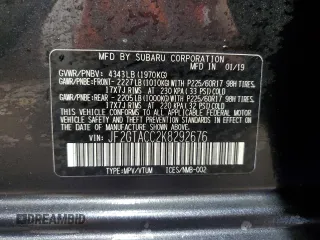 MFD BY SUBARU CORPORATION 01/19
GVWR/PNBV: 4343LB (1970KG)
GAWR/PNBE:FRONT- 2227LB(1010KG)WITH P225/60R17 98H TIRES,
17X7J RIMS AT 230 KPA( 33 PSI) COLD
GAWR/PNBE:REAR - 2205LB(1000KG)WITH P225/60R17 98H TIRES,
17X7J RIMS AT 220 KPA( 32 PSI) COLD
THIS VEHICLE CONFORMS TO ALL APPLICABLE FEDERAL MOTOR
VEHICLE SAFETY, BUMPER, AND THEFT PREVENTION STANDARDS
IN EFFECT ON THE DATE OF MANUFACTURE SHOWN ABOVE.
VIN: JF2GTACC2K8292676
TYPE:MPV/VTUM ICES/NMB-002
DREAMBID